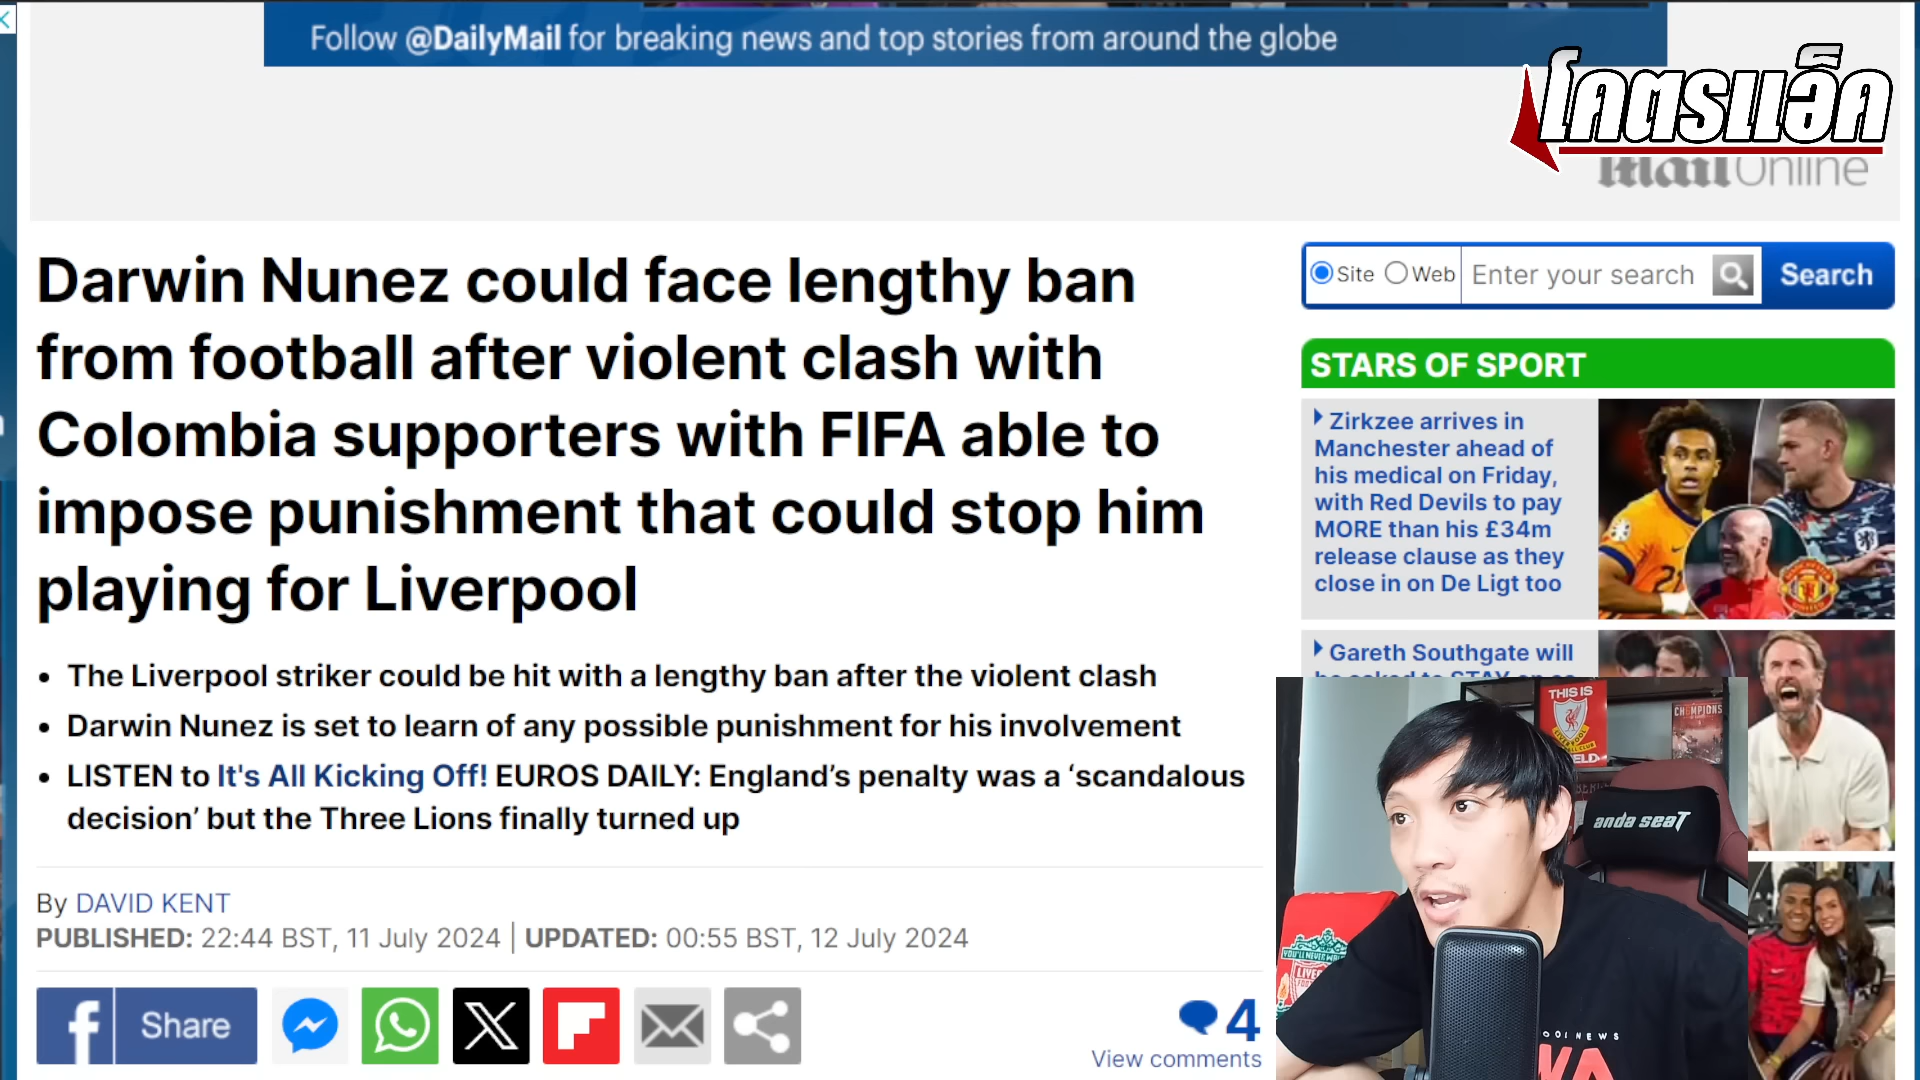 Follow @DailyMail for breaking news and top stories from around the globe
โคตรแอ็ค
Mail Online
Darwin Nunez could face lengthy ban
from football after violent clash with
Colombia supporters with FIFA able to
impose punishment that could stop him
playing for Liverpool
• The Liverpool striker could be hit with a lengthy ban after the violent clash
• Darwin Nunez is set to learn of any possible punishment for his involvement
• LISTEN to It's All Kicking Off! EUROS DAILY: England’s penalty was a ‘scandalous
decision’ but the Three Lions finally turned up
By DAVID KENT
PUBLISHED: 22:44 BST, 11 July 2024 | UPDATED: 00:55 BST, 12 July 2024
Share
4
View comments
Site Web Enter your search Search
STARS OF SPORT
Zirkzee arrives in
Manchester ahead of
his medical on Friday,
with Red Devils to pay
MORE than his £34m
release clause as they
close in on De Ligt too
Gareth Southgate will
THIS IS
CHAMPIONS
anda seaT